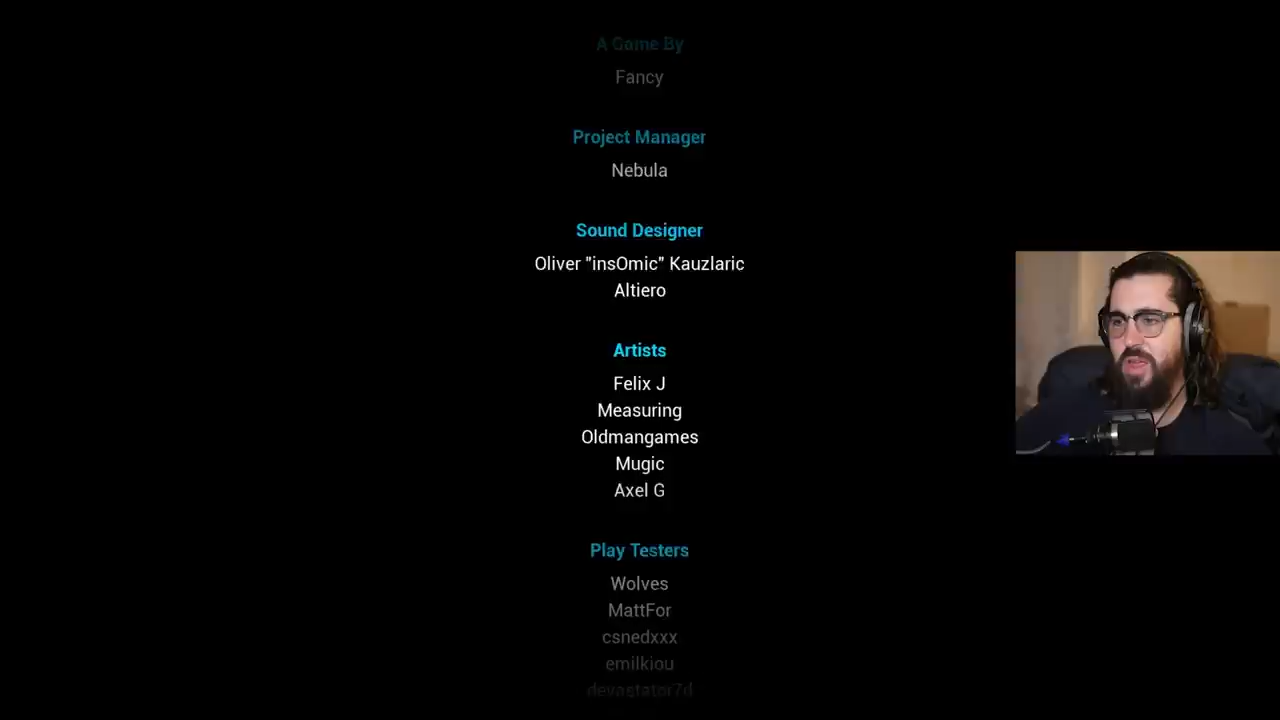 A Game By
Fancy
Project Manager
Nebula
Sound Designer
Oliver "insOmic" Kauzlaric
Altiero
Artists
Felix J
Measuring
Oldmangames
Mugic
Axel G
Play Testers
Wolves
MattFor
csnedxxx
emilkiou
devastator7d